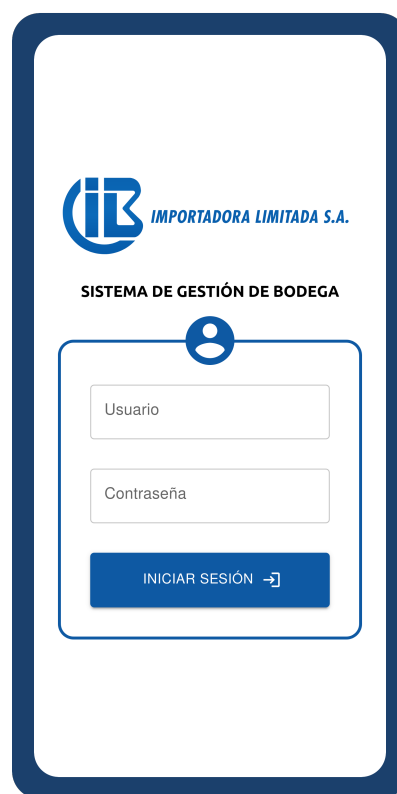 IMPORTADORA LIMITADA S.A.
SISTEMA DE GESTIÓN DE BODEGA
Usuario
Contraseña
INICIAR SESIÓN